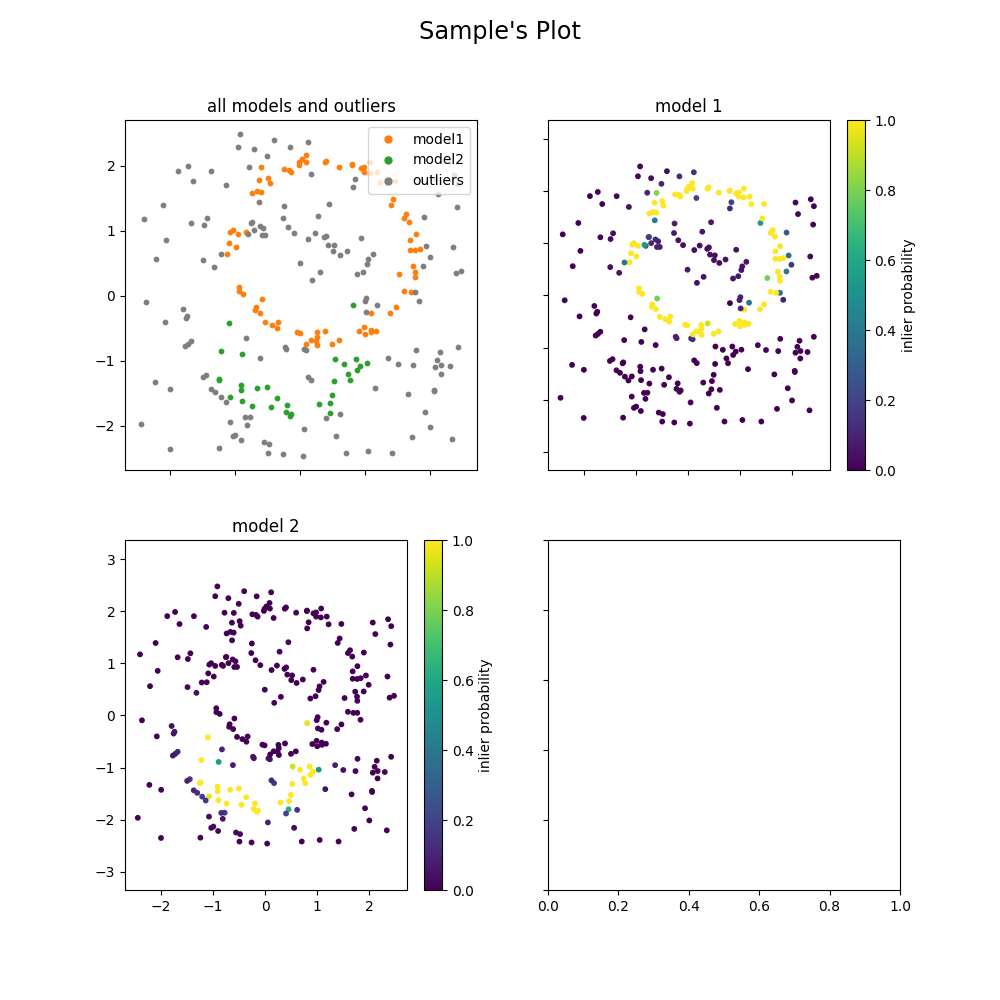 Sample's Plot
all models and outliers
model1
model2
outliers
2
1
0
−1
−2
model 1
1.0
0.8
0.6
0.4
0.2
0.0
inlier probability
model 2
3
2
1
0
−1
−2
−3
−2 −1 0 1 2
1.0
0.8
0.6
0.4
0.2
0.0
inlier probability
0.0 0.2 0.4 0.6 0.8 1.0